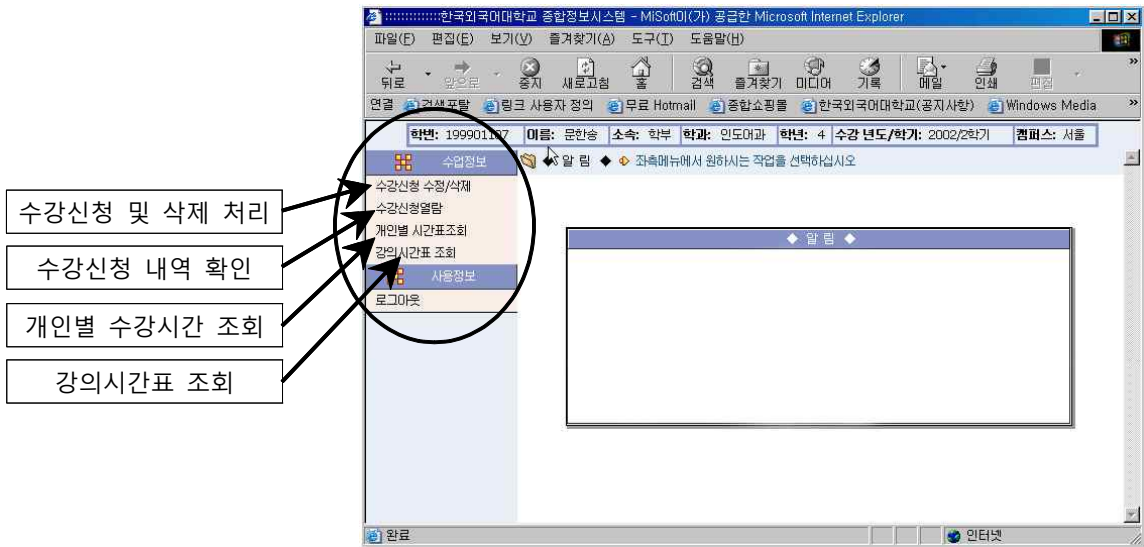 ::::::::::::::한국외국어대학교 종합정보시스템 - MiSoft이(가) 공급한 Microsoft Internet Explorer
파일(F) 편집(E) 보기(V) 즐겨찾기(A) 도구(T) 도움말(H)
뒤로 앞으로 중지 새로고침 홈 검색 즐겨찾기 미디어 기록 메일 인쇄 편집
연결 검색포탈 링크 사용자 정의 무료 Hotmail 종합쇼핑몰 한국외국어대학교(공지사항) Windows Media
학번: 199901107 이름: 문한송 소속: 학부 학과: 인도어과 학년: 4 수강년도/학기: 2002/2학기 캠퍼스: 서울
수업정보
◆ 알 림 ◆ 좌측메뉴에서 원하시는 작업을 선택하십시오
수강신청 수정/삭제
수강신청열람
개인별 시간표조회
강의시간표 조회
사용정보
로그아웃
◆ 알 림 ◆
수강신청 및 삭제 처리
수강신청 내역 확인
개인별 수강시간 조회
강의시간표 조회
완료
인터넷